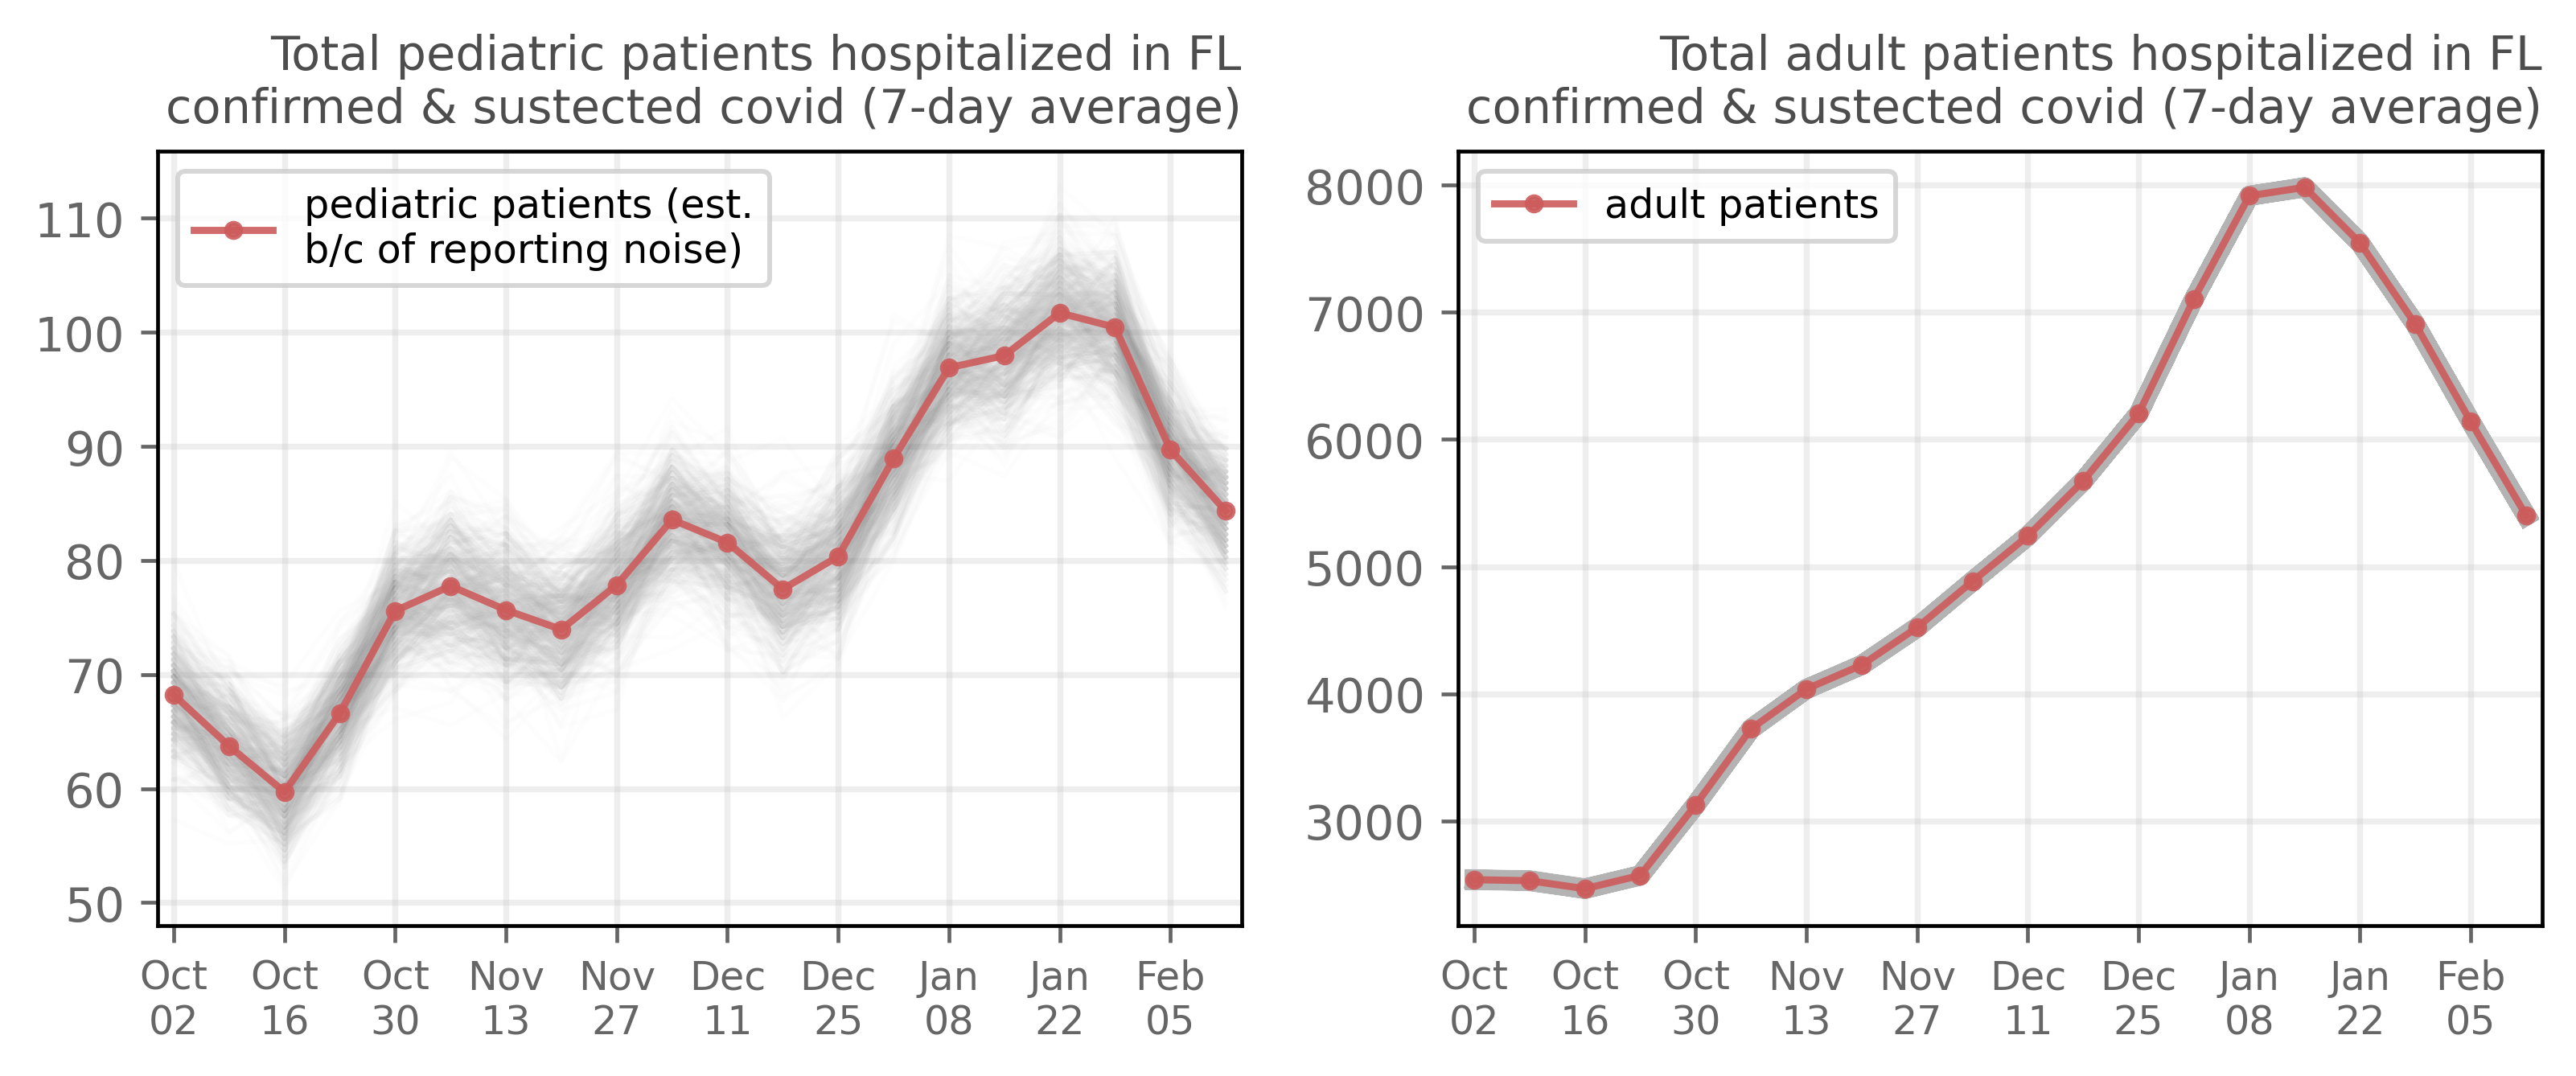 Total pediatric patients hospitalized in FL
confirmed & sustected covid (7-day average)
pediatric patients (est.
b/c of reporting noise)
110
100
90
80
70
60
50
Oct Oct Oct Nov Nov Dec Dec Jan Jan Feb
02 16 30 13 27 11 25 08 22 05
Total adult patients hospitalized in FL
confirmed & sustected covid (7-day average)
adult patients
8000
7000
6000
5000
4000
3000
Oct Oct Oct Nov Nov Dec Dec Jan Jan Feb
02 16 30 13 27 11 25 08 22 05